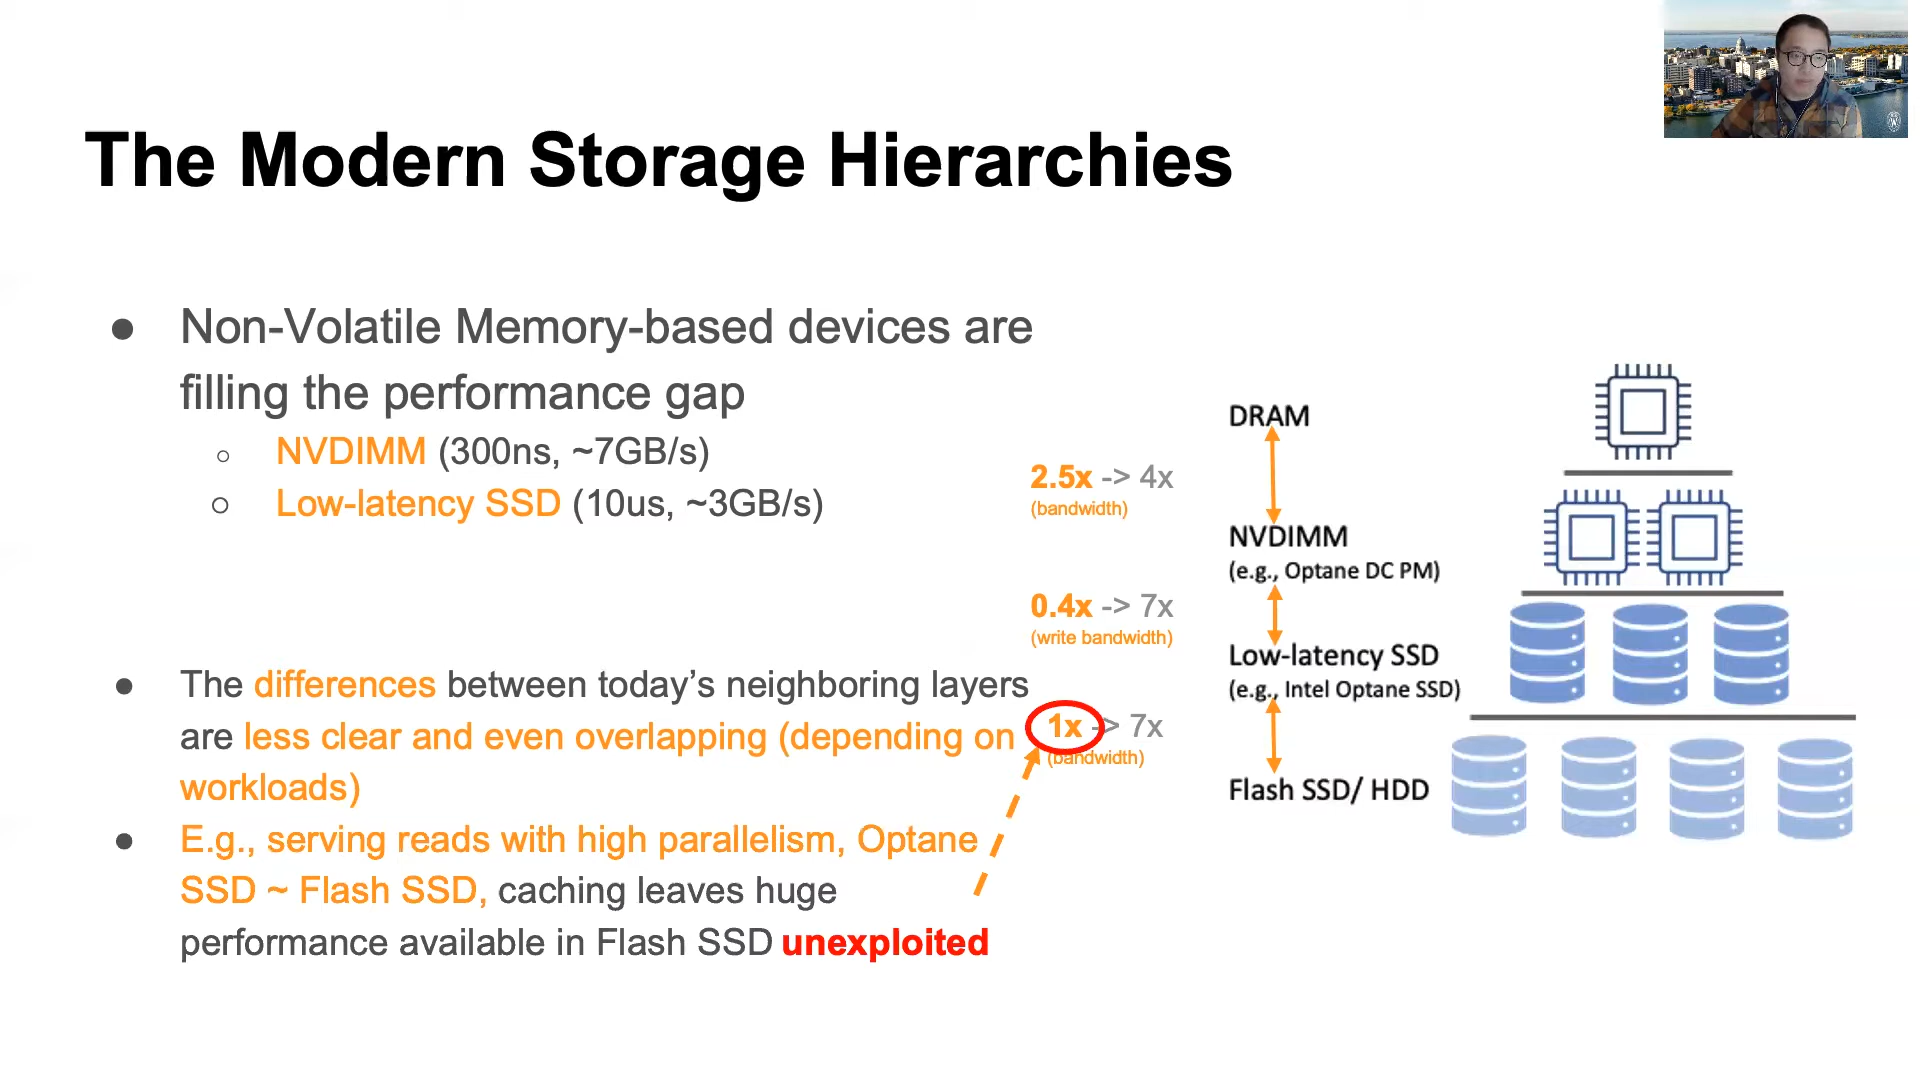 The Modern Storage Hierarchies
● Non-Volatile Memory-based devices are
filling the performance gap
○ NVDIMM (300ns, ~7GB/s)
○ Low-latency SSD (10us, ~3GB/s)
● The differences between today’s neighboring layers
are less clear and even overlapping (depending on
workloads)
● E.g., serving reads with high parallelism, Optane
SSD ~ Flash SSD, caching leaves huge
performance available in Flash SSD unexploited
2.5x -> 4x
(bandwidth)
0.4x -> 7x
(write bandwidth)
1x -> 7x
(bandwidth)
DRAM
NVDIMM
(e.g., Optane DC PM)
Low-latency SSD
(e.g., Intel Optane SSD)
Flash SSD/ HDD